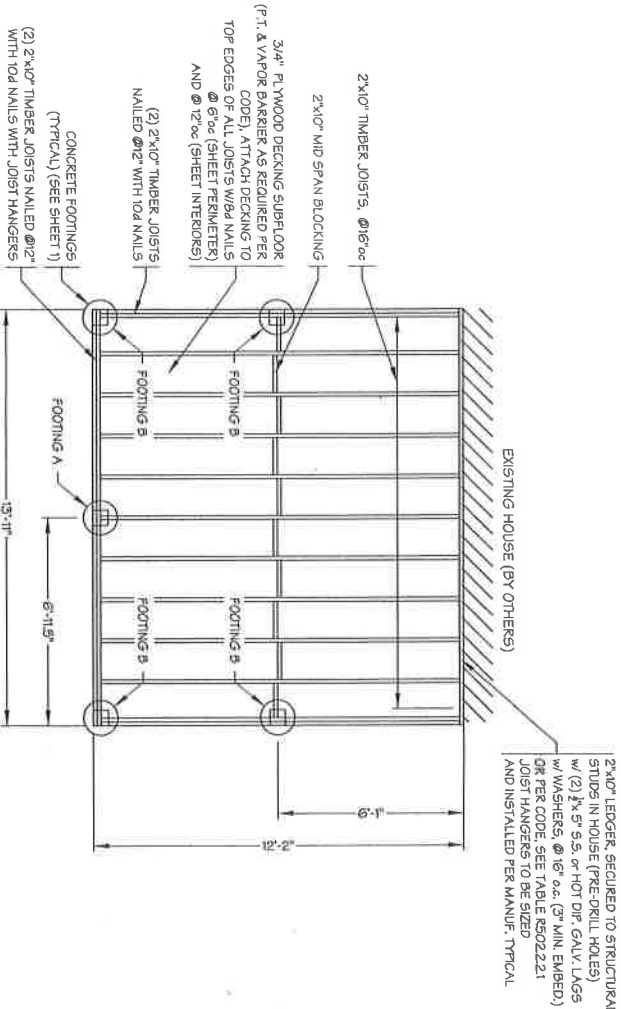 EXISTING HOUSE (BY OTHERS)
2"x10" LEDGER, SECURED TO STRUCTURAL
STUDS IN HOUSE (PRE-DRILL HOLES)
w/ (2) ½"x 5" S.S. or HOT DIP. GALV. LAGS
w/ WASHERS, @ 16" o.c. (3" MIN. EMBED.)
OR PER CODE, SEE TABLE R502.2.2.1
JOIST HANGERS TO BE SIZED
AND INSTALLED PER MANUF. TYPICAL
2"x10" TIMBER JOISTS, @16"oc
2"x10" MID SPAN BLOCKING
3/4" PLYWOOD DECKING SUBFLOOR
(P.T. & VAPOR BARRIER AS REQUIRED PER
CODE), ATTACH DECKING TO
TOP EDGES OF ALL JOISTS W/8d NAILS
@ 6"oc (SHEET PERIMETER)
AND @ 12"oc (SHEET INTERIORS)
(2) 2"x10" TIMBER JOISTS
NAILED @12" WITH 10d NAILS
CONCRETE FOOTINGS
(TYPICAL) (SEE SHEET 1)
(2) 2"x10" TIMBER JOISTS NAILED @12"
WITH 10d NAILS WITH JOIST HANGERS
FOOTING B
FOOTING B
FOOTING B
FOOTING B
FOOTING A
6'-1"
12'-2"
6'-11.5"
13'-11"